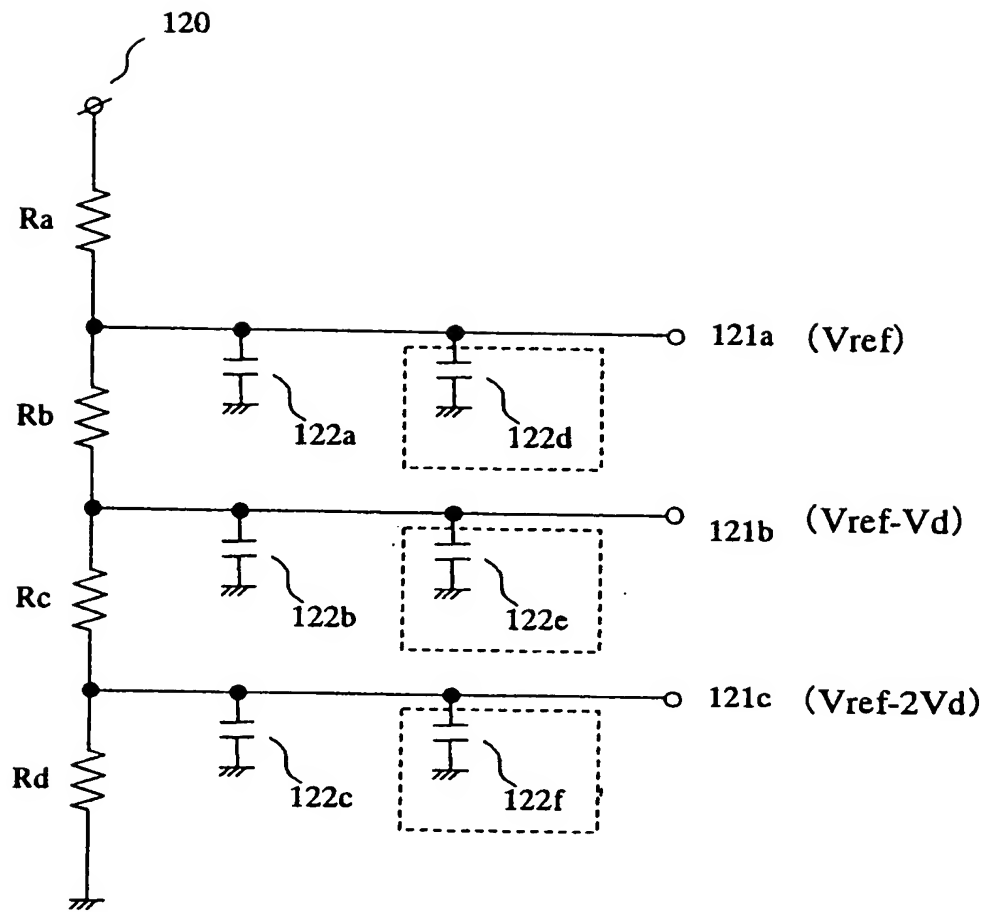 120
Ra
121a (Vref)
Rb
122a
122d
121b (Vref-Vd)
Rc
122b
122e
121c (Vref-2Vd)
Rd
122c
122f